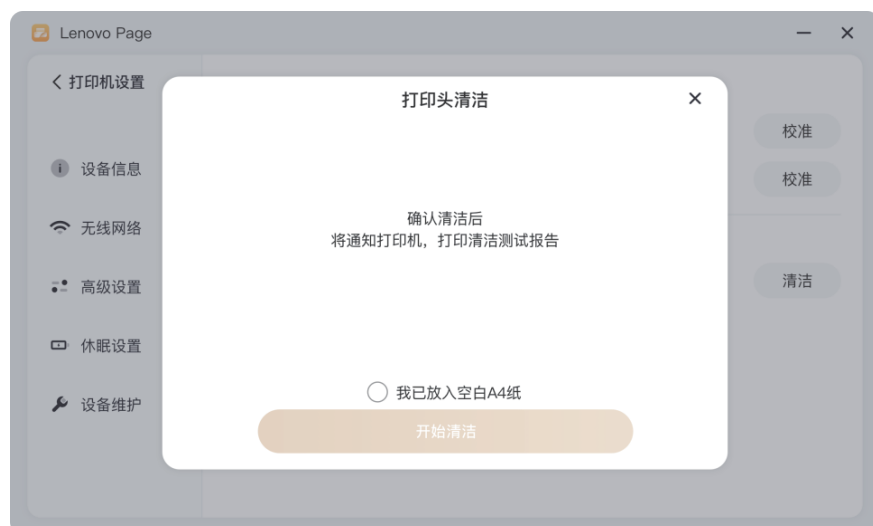 Lenovo Page
打印机设置
打印头清洁
校准
设备信息
校准
无线网络
确认清洁后
将通知打印机，打印清洁测试报告
高级设置
清洁
休眠设置
设备维护
我已放入空白A4纸
开始清洁